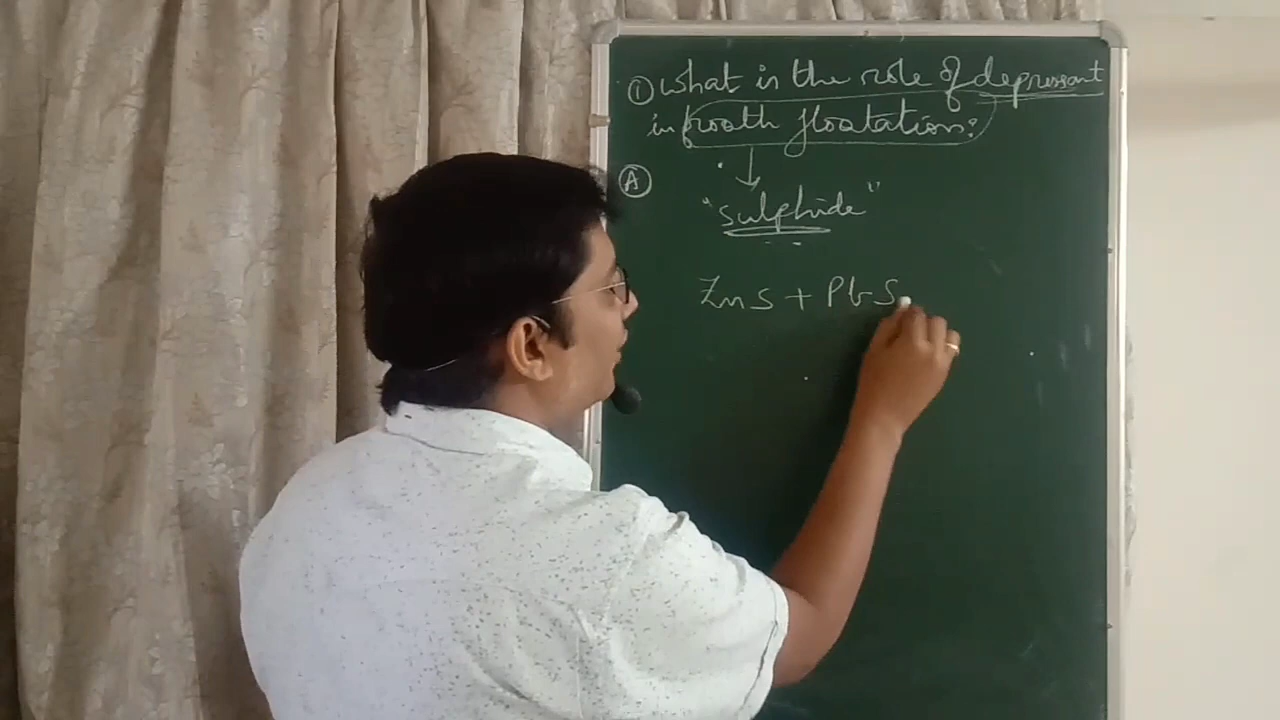 ① What is the role of depressant
in froath floatation:
Ⓐ
"sulphide"
ZnS + PbS